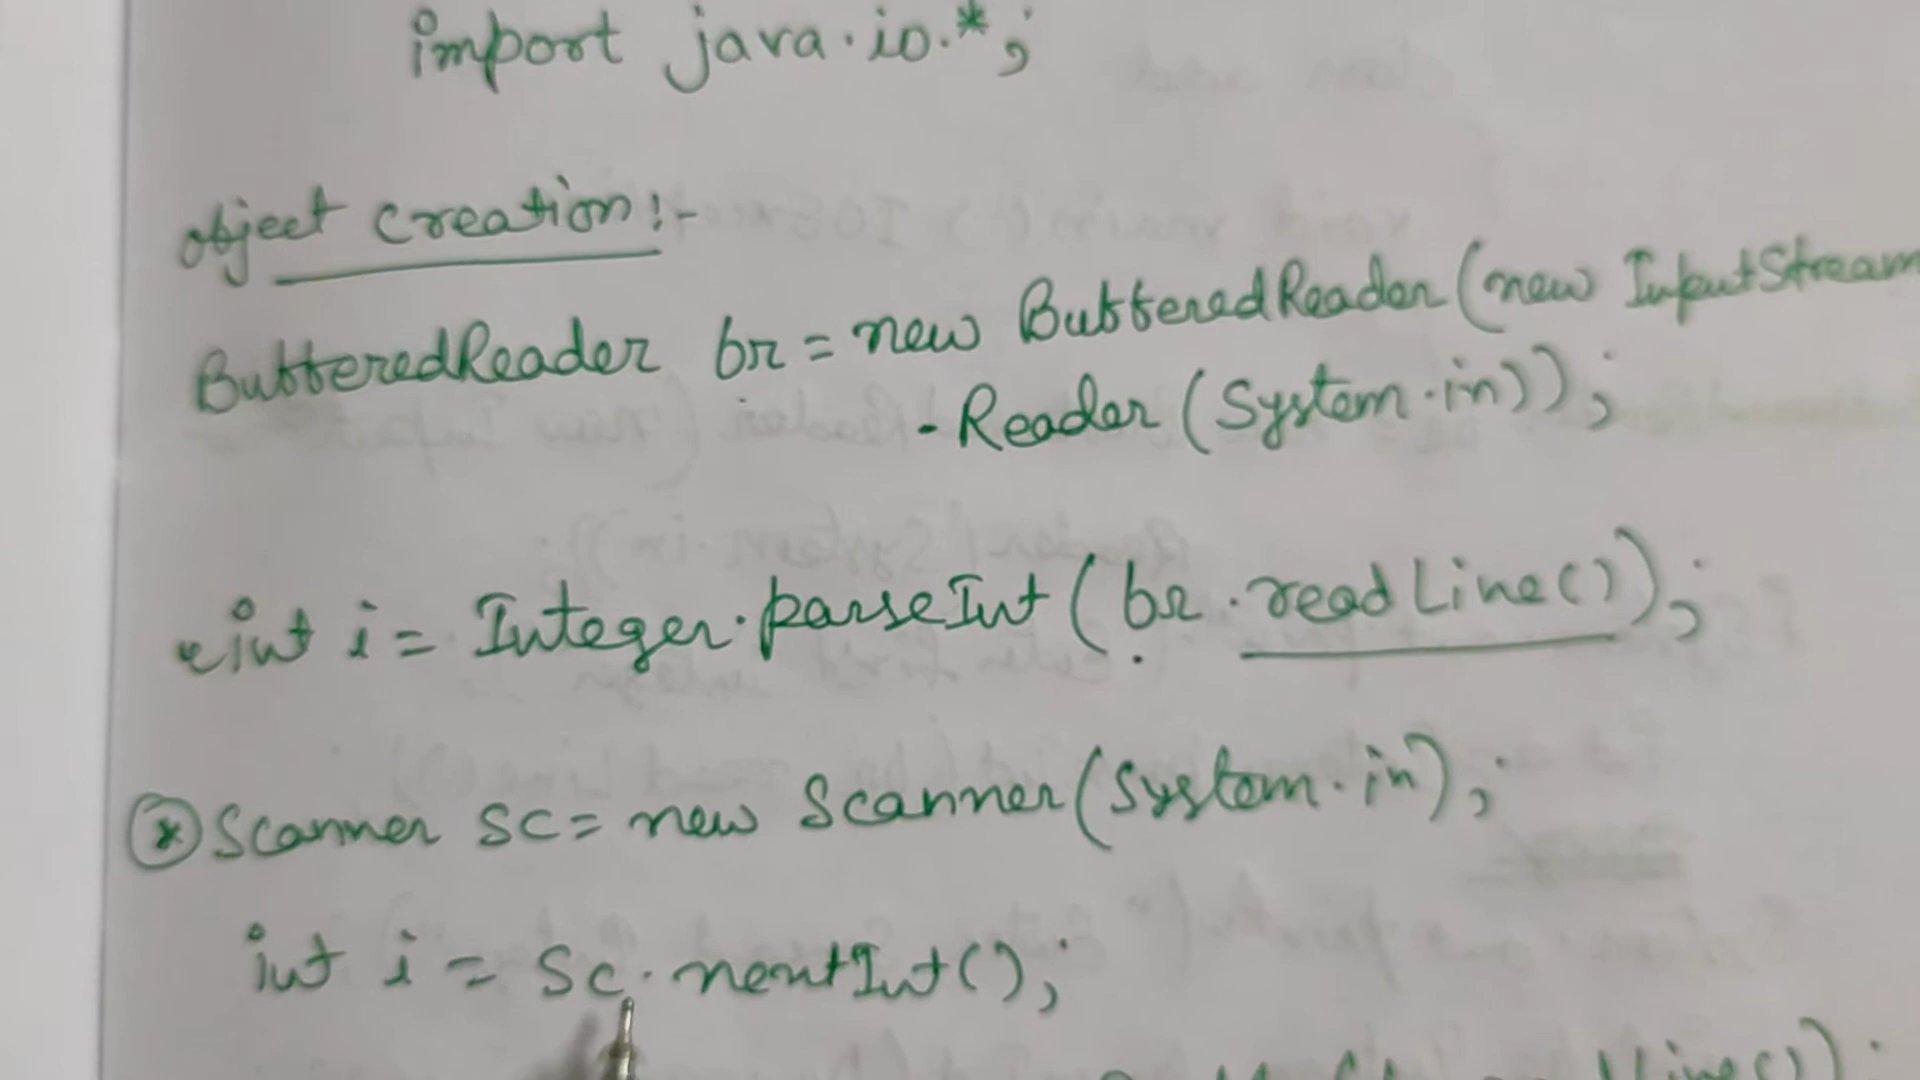 import java.io.*;
object creation:-
BufferedReader br = new BufferedReader (new InputStream
- Reader (System.in));
int i = Integer.parseInt (br.readLine());
* Scanner sc = new Scanner (System.in);
int i = Sc.nextInt();
Line());